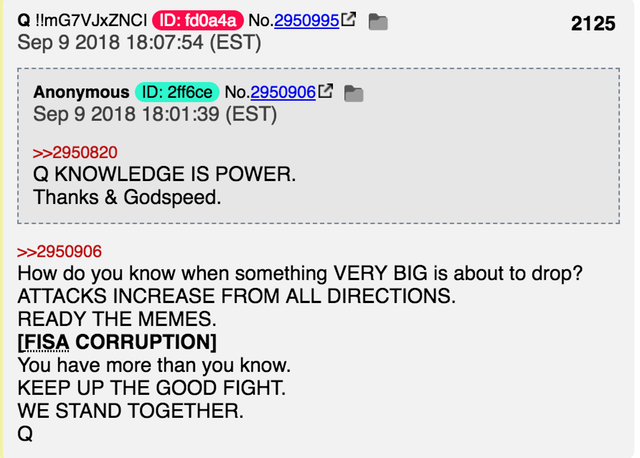 Q !!mG7VJxZNCI ID: fd0a4a No.2950995 2125
Sep 9 2018 18:07:54 (EST)
Anonymous ID: 2ff6ce No.2950906
Sep 9 2018 18:01:39 (EST)
>>2950820
Q KNOWLEDGE IS POWER.
Thanks & Godspeed.
>>2950906
How do you know when something VERY BIG is about to drop?
ATTACKS INCREASE FROM ALL DIRECTIONS.
READY THE MEMES.
[FISA CORRUPTION]
You have more than you know.
KEEP UP THE GOOD FIGHT.
WE STAND TOGETHER.
Q